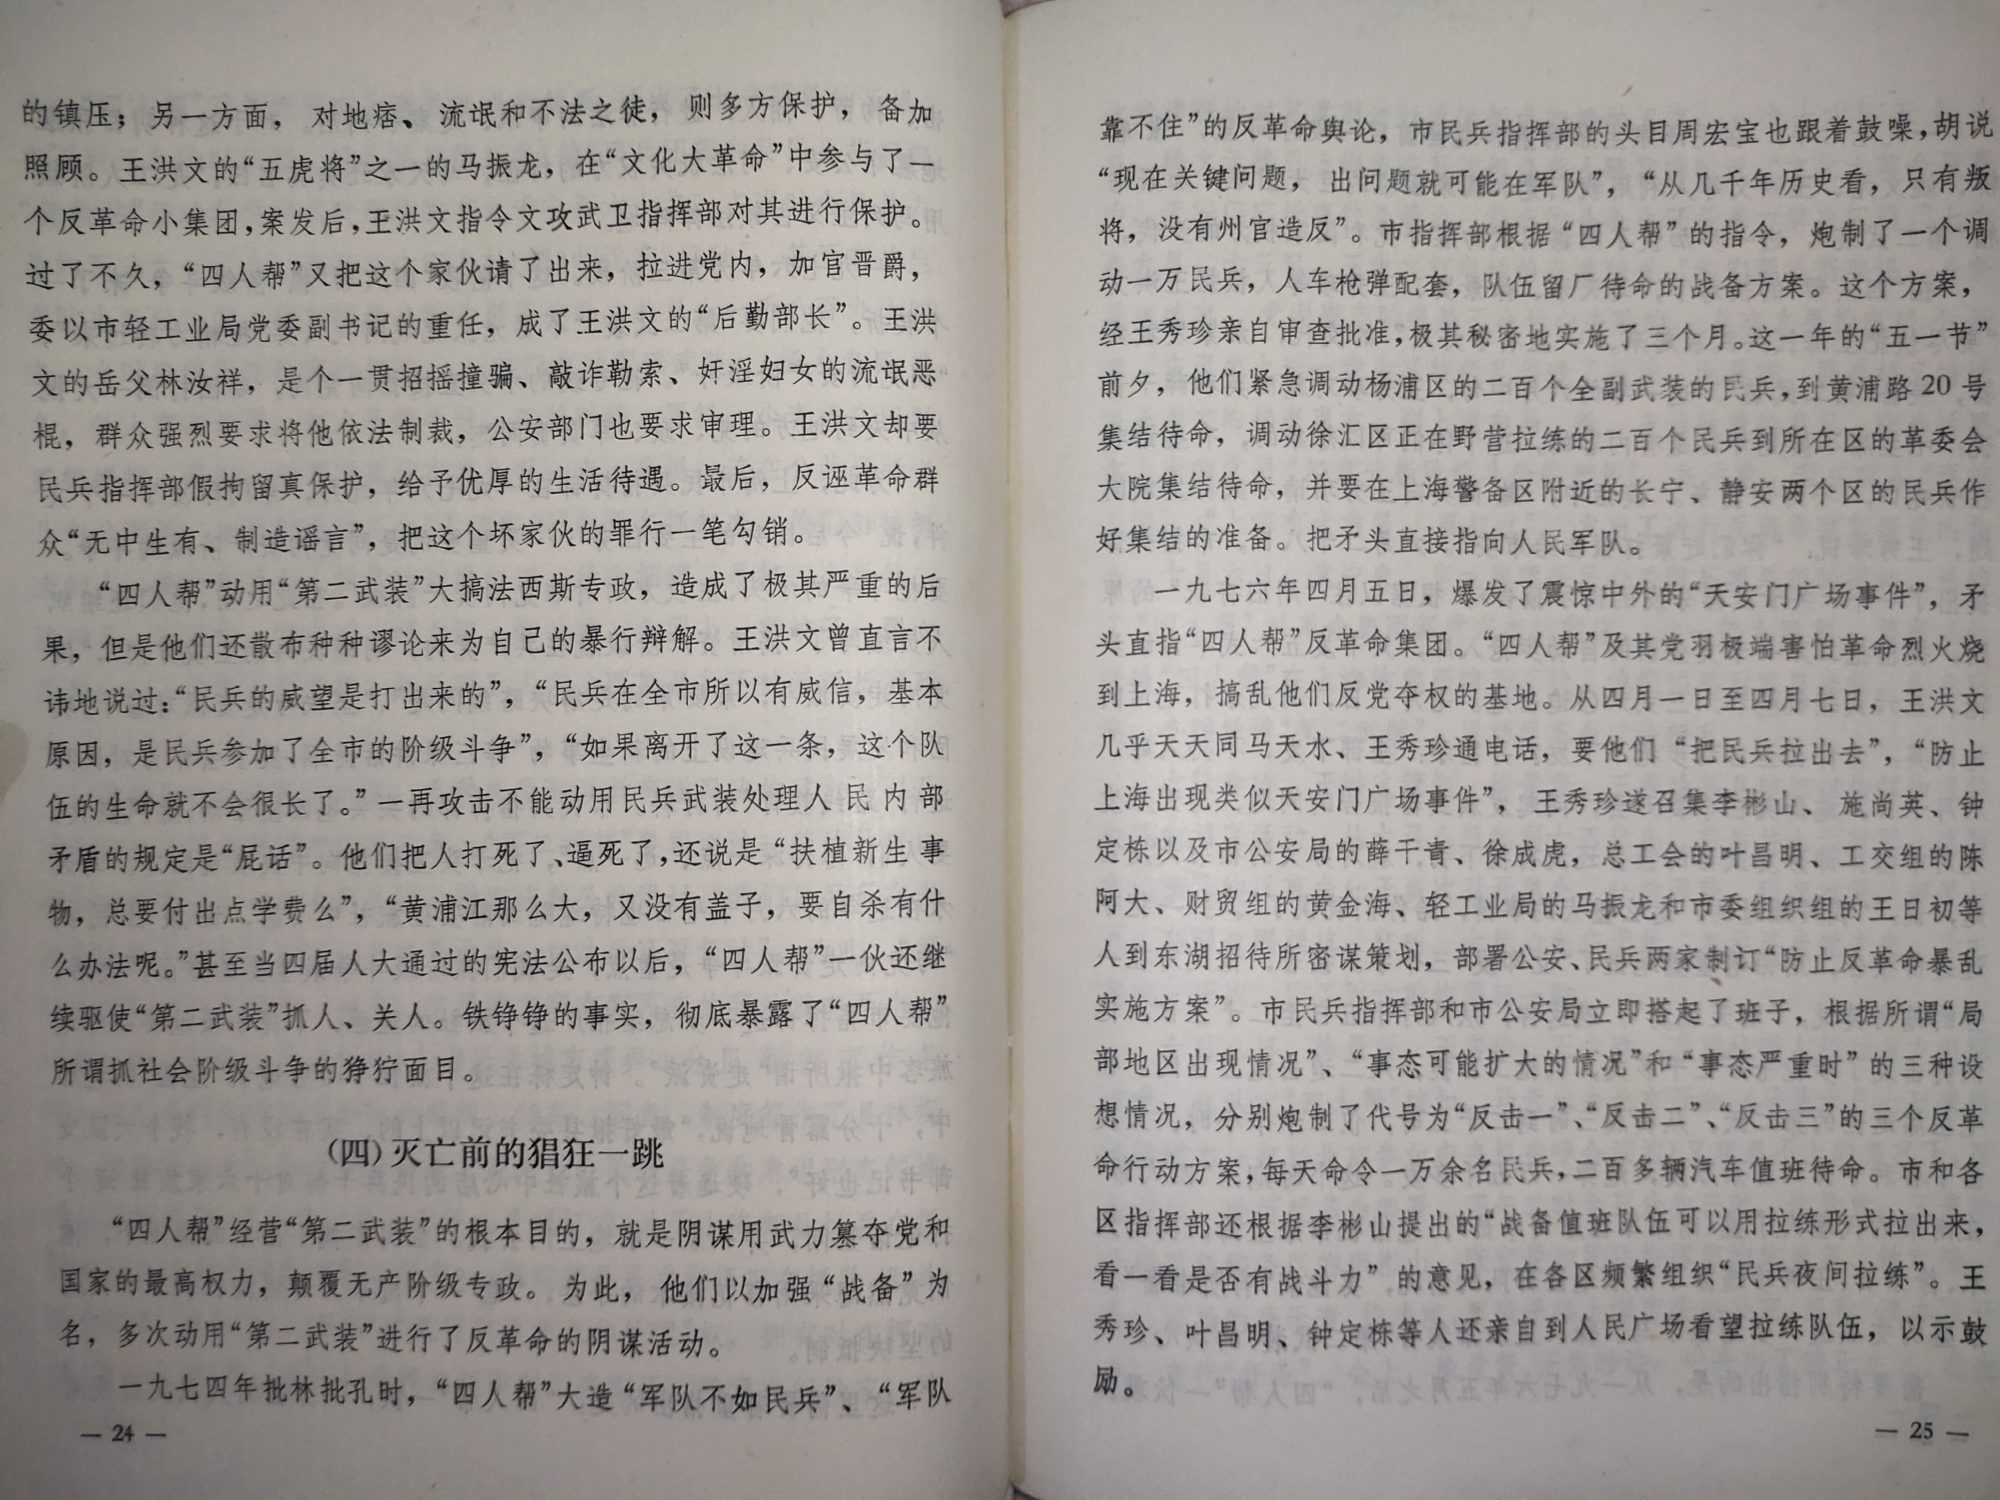 的镇压；另一方面，对地痞、流氓和不法之徒，则多方保护，备加
照顾。王洪文的“五虎将”之一的马振龙，在“文化大革命”中参与了一
个反革命小集团，案发后，王洪文指令文攻武卫指挥部对其进行保护。
过了不久，“四人帮”又把这个家伙请了出来，拉进党内，加官晋爵，
委以市轻工业局党委副书记的重任，成了王洪文的“后勤部长”。王洪
文的岳父林汝祥，是个一贯招摇撞骗、敲诈勒索、奸淫妇女的流氓恶
棍，群众强烈要求将他依法制裁，公安部门也要求审理。王洪文却要
民兵指挥部假拘留真保护，给予优厚的生活待遇。最后，反诬革命群
众“无中生有、制造谣言”，把这个坏家伙的罪行一笔勾销。
“四人帮”动用“第二武装”大搞法西斯专政，造成了极其严重的后
果，但是他们还散布种种谬论来为自己的暴行辩解。王洪文曾直言不
讳地说过：“民兵的威望是打出来的”，“民兵在全市所以有威信，基本
原因，是民兵参加了全市的阶级斗争”，“如果离开了这一条，这个队
伍的生命就不会很长了。”一再攻击不能动用民兵武装处理人民内部
矛盾的规定是“屁话”。他们把人打死了、逼死了，还说是“扶植新生事
物，总要付出点学费么”，“黄浦江那么大，又没有盖子，要自杀有什
么办法呢。”甚至当四届人大通过的宪法公布以后，“四人帮”一伙还继
续驱使“第二武装”抓人、关人。铁铮铮的事实，彻底暴露了“四人帮”
所谓抓社会阶级斗争的狰狞面目。
(四)灭亡前的猖狂一跳
“四人帮”经营“第二武装”的根本目的，就是阴谋用武力篡夺党和
国家的最高权力，颠覆无产阶级专政。为此，他们以加强“战备”为
名，多次动用“第二武装”进行了反革命的阴谋活动。
一九七四年批林批孔时，“四人帮”大造“军队不如民兵”、“军队
— 24 —
靠不住”的反革命舆论，市民兵指挥部的头目周宏宝也跟着鼓噪，胡说
“现在关键问题，出问题就可能在军队”，“从几千年历史看，只有叛
将，没有州官造反”。市指挥部根据“四人帮”的指令，炮制了一个调
动一万民兵，人车枪弹配套，队伍留厂待命的战备方案。这个方案，
经王秀珍亲自审查批准，极其秘密地实施了三个月。这一年的“五一节”
前夕，他们紧急调动杨浦区的二百个全副武装的民兵，到黄浦路20号
集结待命，调动徐汇区正在野营拉练的二百个民兵到所在区的革委会
大院集结待命，并要在上海警备区附近的长宁、静安两个区的民兵作
好集结的准备。把矛头直接指向人民军队。
一九七六年四月五日，爆发了震惊中外的“天安门广场事件”，矛
头直指“四人帮”反革命集团。“四人帮”及其党羽极端害怕革命烈火烧
到上海，搞乱他们反党夺权的基地。从四月一日至四月七日，王洪文
几乎天天同马天水、王秀珍通电话，要他们“把民兵拉出去”，“防止
上海出现类似天安门广场事件”，王秀珍遂召集李彬山、施尚英、钟
定栋以及市公安局的薛干青、徐成虎，总工会的叶昌明、工交组的陈
阿大、财贸组的黄金海、轻工业局的马振龙和市委组织组的王日初等
人到东湖招待所密谋策划，部署公安、民兵两家制订“防止反革命暴乱
实施方案”。市民兵指挥部和市公安局立即搭起了班子，根据所谓“局
部地区出现情况”、“事态可能扩大的情况”和“事态严重时”的三种设
想情况，分别炮制了代号为“反击一”、“反击二”、“反击三”的三个反革
命行动方案，每天命令一万余名民兵，二百多辆汽车值班待命。市和各
区指挥部还根据李彬山提出的“战备值班队伍可以用拉练形式拉出来，
看一看是否有战斗力”的意见，在各区频繁组织“民兵夜间拉练”。王
秀珍、叶昌明、钟定栋等人还亲自到人民广场看望拉练队伍，以示鼓
励。
— 25 —